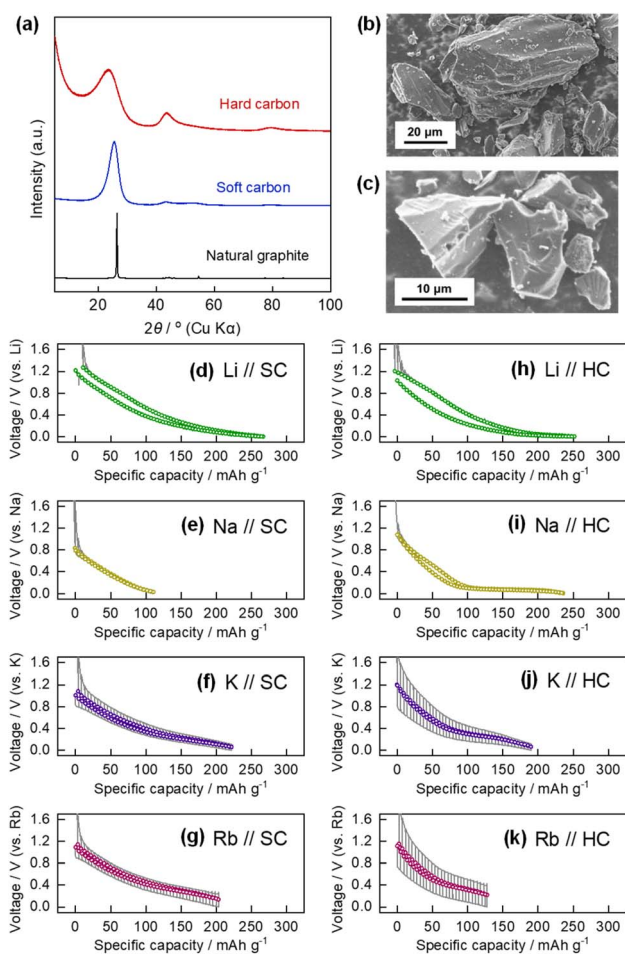 (a)
Hard carbon
Soft carbon
Natural graphite
Intensity (a.u.)
20 40 60 80 100
2θ / º (Cu Kα)
(b)
20 µm
(c)
10 µm
(d) Li // SC
Voltage / V (vs. Li)
1.6
1.2
0.8
0.4
0.0
0 50 100 150 200 250 300
Specific capacity / mAh g⁻¹
(h) Li // HC
Voltage / V (vs. Li)
1.6
1.2
0.8
0.4
0.0
0 50 100 150 200 250 300
Specific capacity / mAh g⁻¹
(e) Na // SC
Voltage / V (vs. Na)
1.6
1.2
0.8
0.4
0.0
0 50 100 150 200 250 300
Specific capacity / mAh g⁻¹
(i) Na // HC
Voltage / V (vs. Na)
1.6
1.2
0.8
0.4
0.0
0 50 100 150 200 250 300
Specific capacity / mAh g⁻¹
(f) K // SC
Voltage / V (vs. K)
1.6
1.2
0.8
0.4
0.0
0 50 100 150 200 250 300
Specific capacity / mAh g⁻¹
(j) K // HC
Voltage / V (vs. K)
1.6
1.2
0.8
0.4
0.0
0 50 100 150 200 250 300
Specific capacity / mAh g⁻¹
(g) Rb // SC
Voltage / V (vs. Rb)
1.6
1.2
0.8
0.4
0.0
0 50 100 150 200 250 300
Specific capacity / mAh g⁻¹
(k) Rb // HC
Voltage / V (vs. Rb)
1.6
1.2
0.8
0.4
0.0
0 50 100 150 200 250 300
Specific capacity / mAh g⁻¹